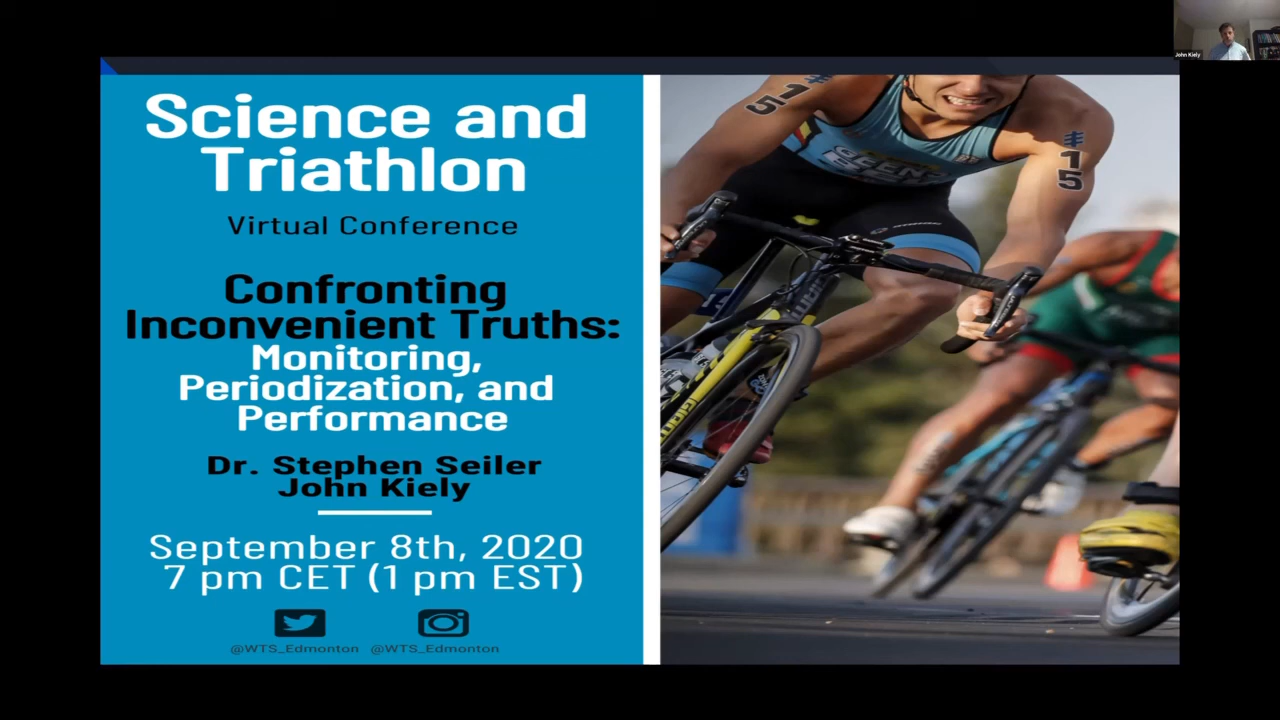 John Kiely
Science and
Triathlon
Virtual Conference
Confronting
Inconvenient Truths:
Monitoring,
Periodization, and
Performance
Dr. Stephen Seiler
John Kiely
September 8th, 2020
7 pm CET (1 pm EST)
@WTS_Edmonton @WTS_Edmonton
15
15
GIANT